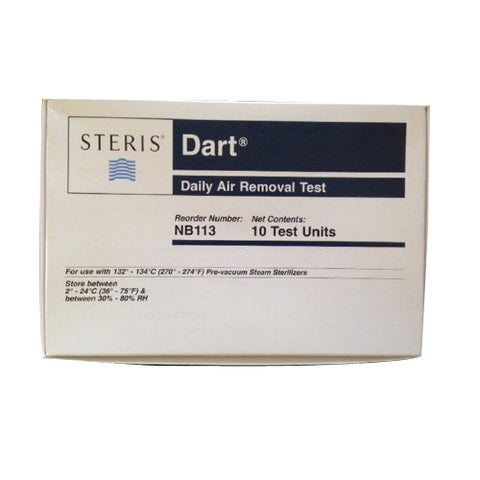 STERIS®
Dart®
Daily Air Removal Test
Reorder Number: Net Contents:
NB113 10 Test Units
For use with 132° - 134°C (270° - 274°F) Pre-vacuum Steam Sterilizers
Store between
2° - 24°C (36° - 75°F) &
between 30% - 80% RH